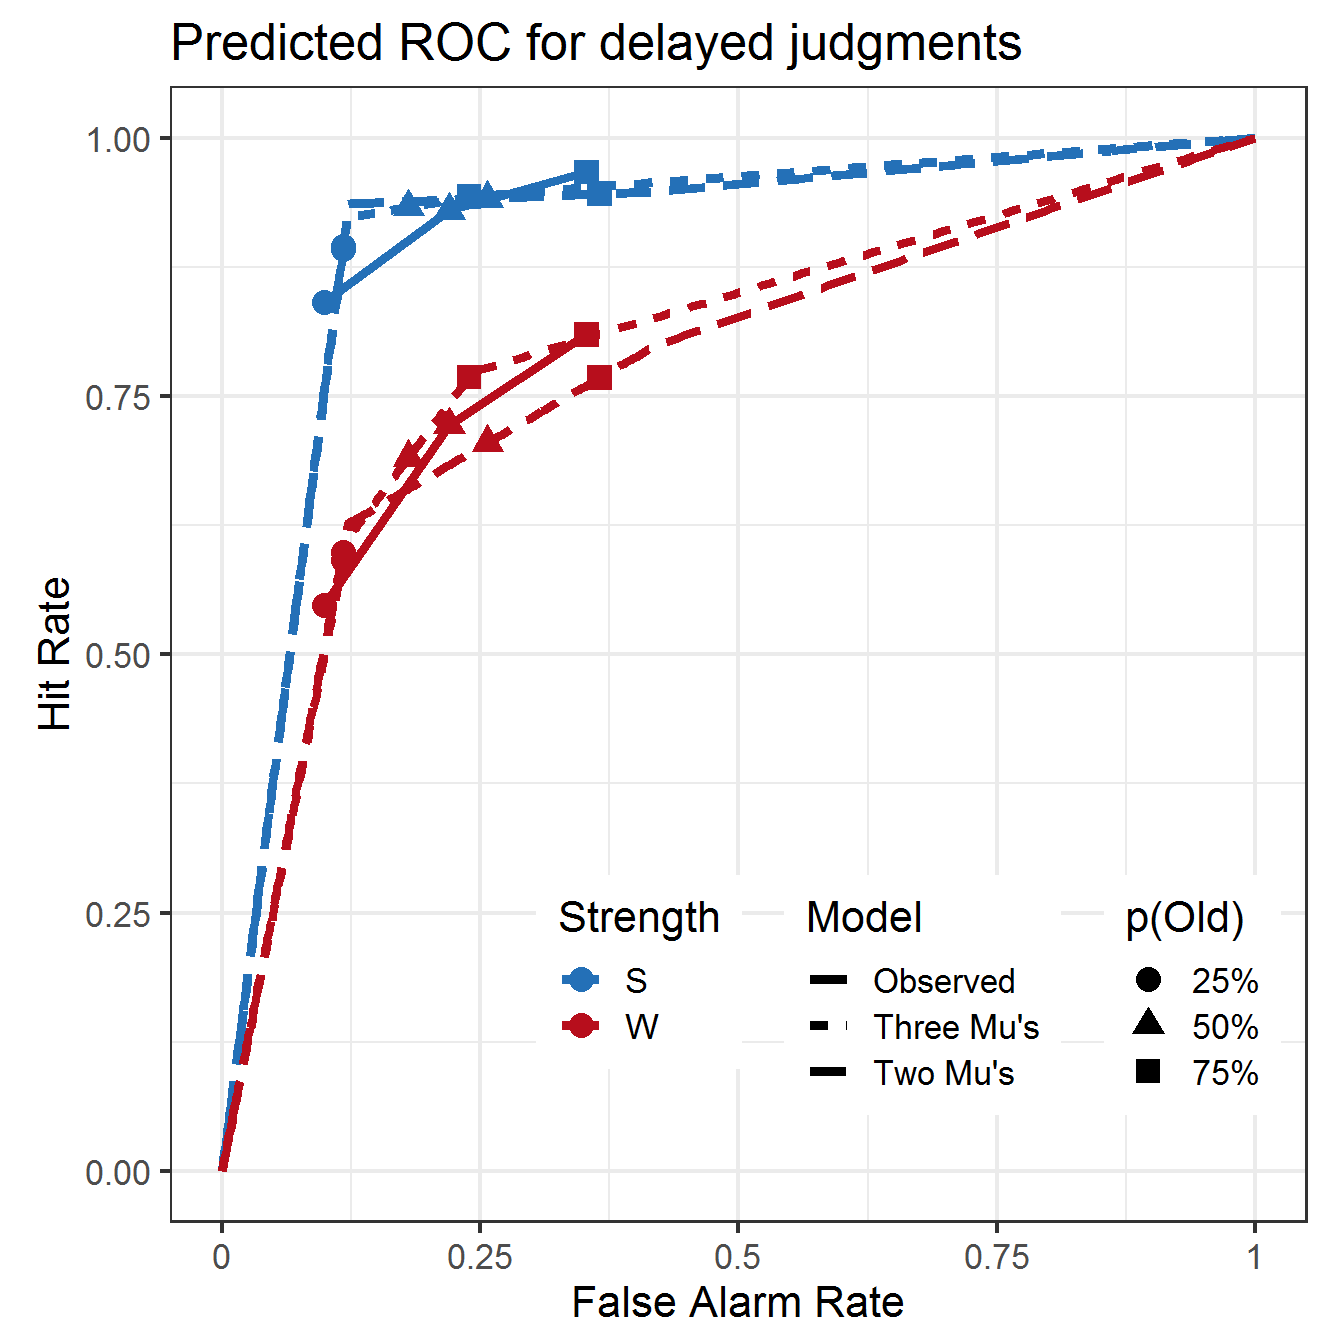 Predicted ROC for delayed judgments
1.00
0.75
0.50
0.25
0.00
Hit Rate
0
0.25
0.5
0.75
1
False Alarm Rate
Strength
S
W
Model
Observed
Three Mu's
Two Mu's
p(Old)
25%
50%
75%